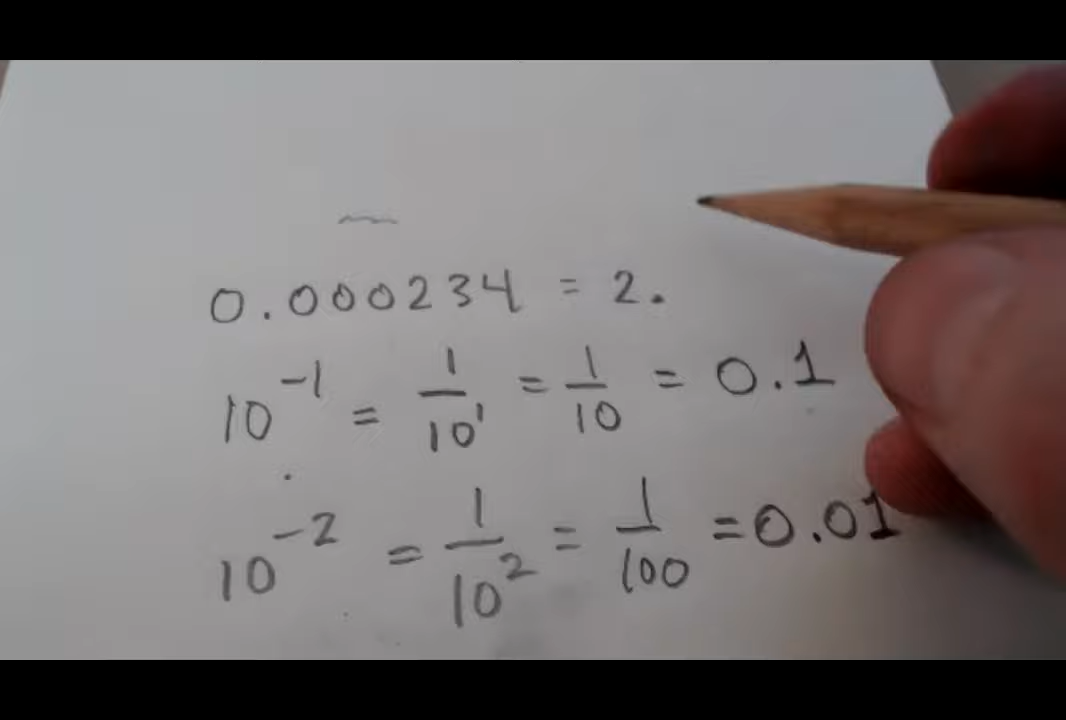 0.000234 = 2.
10⁻¹ = 1/10¹ = 1/10 = 0.1
10⁻² = 1/10² = 1/100 = 0.01